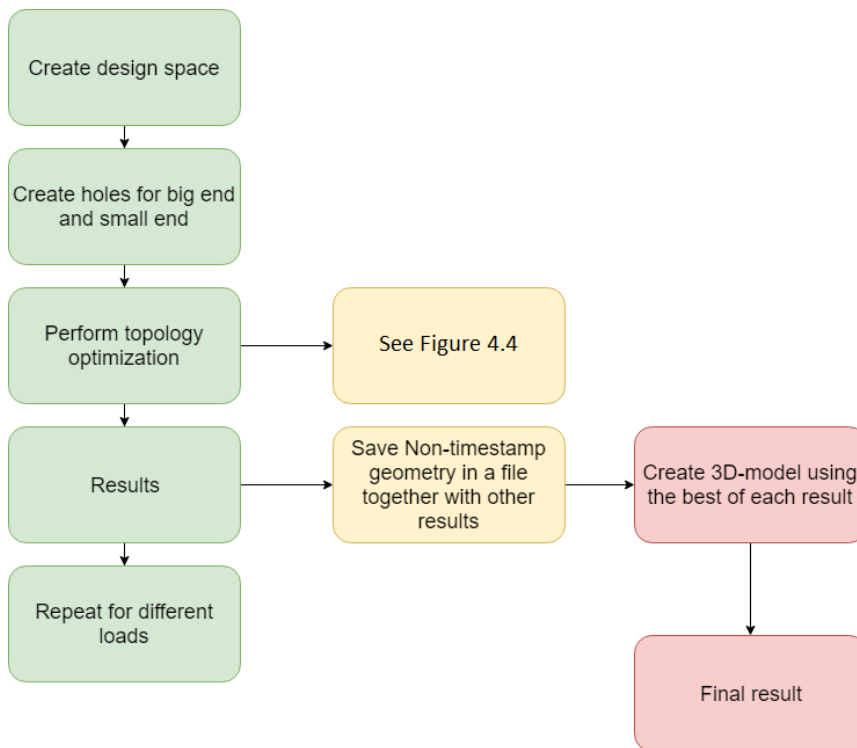 Create design space
Create holes for big end
and small end
Perform topology
optimization
See Figure 4.4
Results
Save Non-timestamp
geometry in a file
together with other
results
Create 3D-model using
the best of each result
Repeat for different
loads
Final result